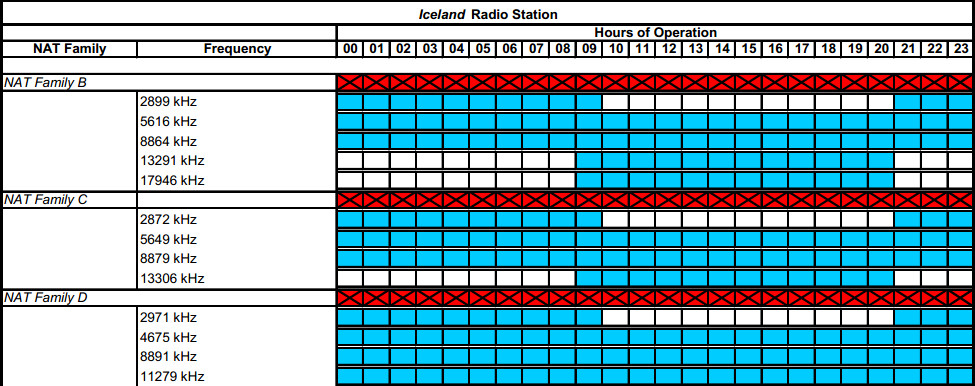 Iceland Radio Station
Hours of Operation
NAT Family Frequency 00 01 02 03 04 05 06 07 08 09 10 11 12 13 14 15 16 17 18 19 20 21 22 23
NAT Family B
2899 kHz
5616 kHz
8864 kHz
13291 kHz
17946 kHz
NAT Family C
2872 kHz
5649 kHz
8879 kHz
13306 kHz
NAT Family D
2971 kHz
4675 kHz
8891 kHz
11279 kHz